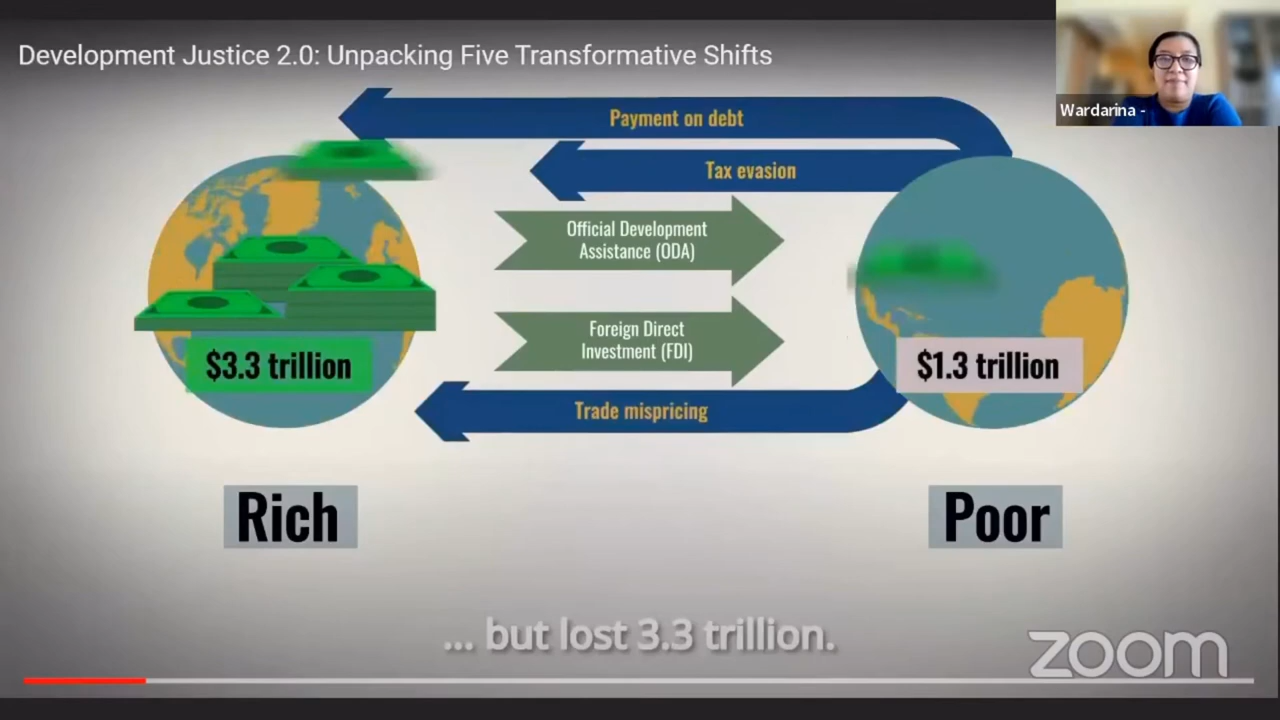 Development Justice 2.0: Unpacking Five Transformative Shifts
Wardarina -
Payment on debt
Tax evasion
Official Development
Assistance (ODA)
Foreign Direct
Investment (FDI)
$3.3 trillion
$1.3 trillion
Trade mispricing
Rich
Poor
... but lost 3.3 trillion.
zoom